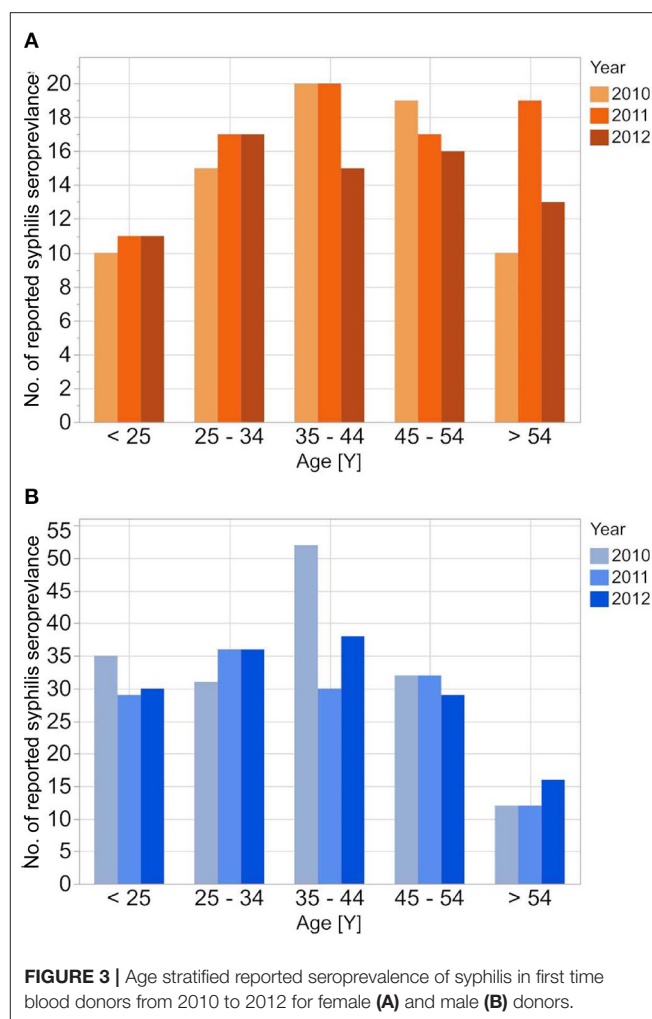 A
No. of reported syphilis seroprevlance
20
18
16
14
12
10
8
6
4
2
0
< 25
25 - 34
35 - 44
45 - 54
> 54
Age [Y]
Year
2010
2011
2012
B
No. of reported syphilis seroprevlance
55
50
45
40
35
30
25
20
15
10
5
0
< 25
25 - 34
35 - 44
45 - 54
> 54
Age [Y]
Year
2010
2011
2012
FIGURE 3 | Age stratified reported seroprevalence of syphilis in first time
blood donors from 2010 to 2012 for female (A) and male (B) donors.